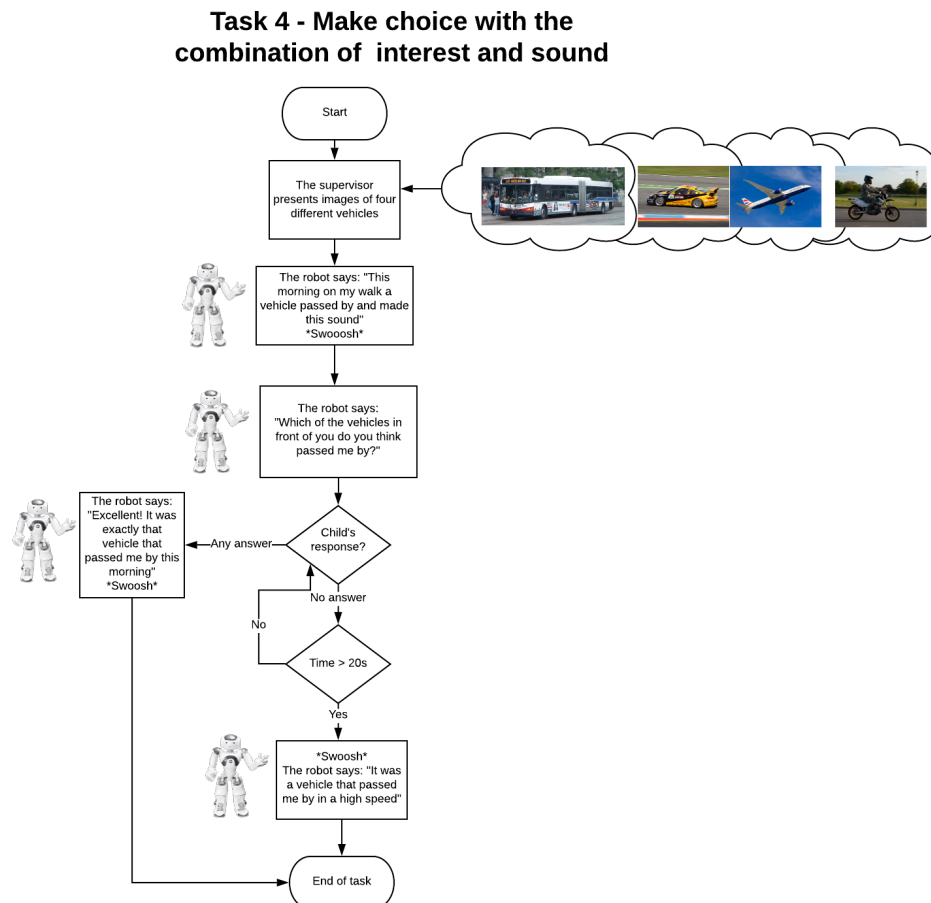 Task 4 - Make choice with the
combination of  interest and sound
Start
The supervisor
presents images of four
different vehicles
The robot says: "This
morning on my walk a
vehicle passed by and made
this sound"
*Swooosh*
The robot says:
"Which of the vehicles in
front of you do you think
passed me by?"
Child's
response?
Any answer
The robot says:
"Excellent! It was
exactly that
vehicle that
passed me by this
morning"
*Swoosh*
No answer
No
Time > 20s
Yes
*Swoosh*
The robot says: "It was
a vehicle that passed
me by in a high speed"
End of task